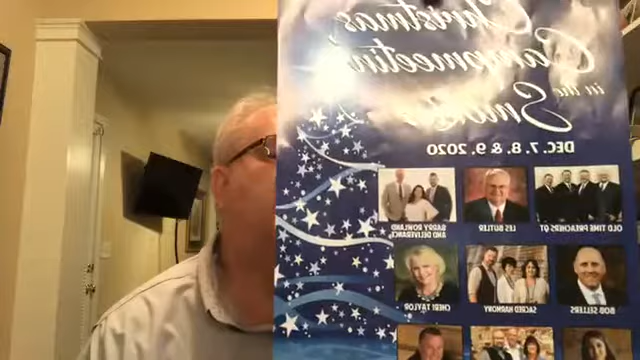 Christmas
Campmeeting
in the Smokies
DEC. 7, 8, & 9, 2020
OLD TIME PREACHERS QT
LES BUTLER
GARY ROWLAND
AND DELIVERANCE
BOB SELLERS
SACRED HARMONY
CHERI TAYLOR